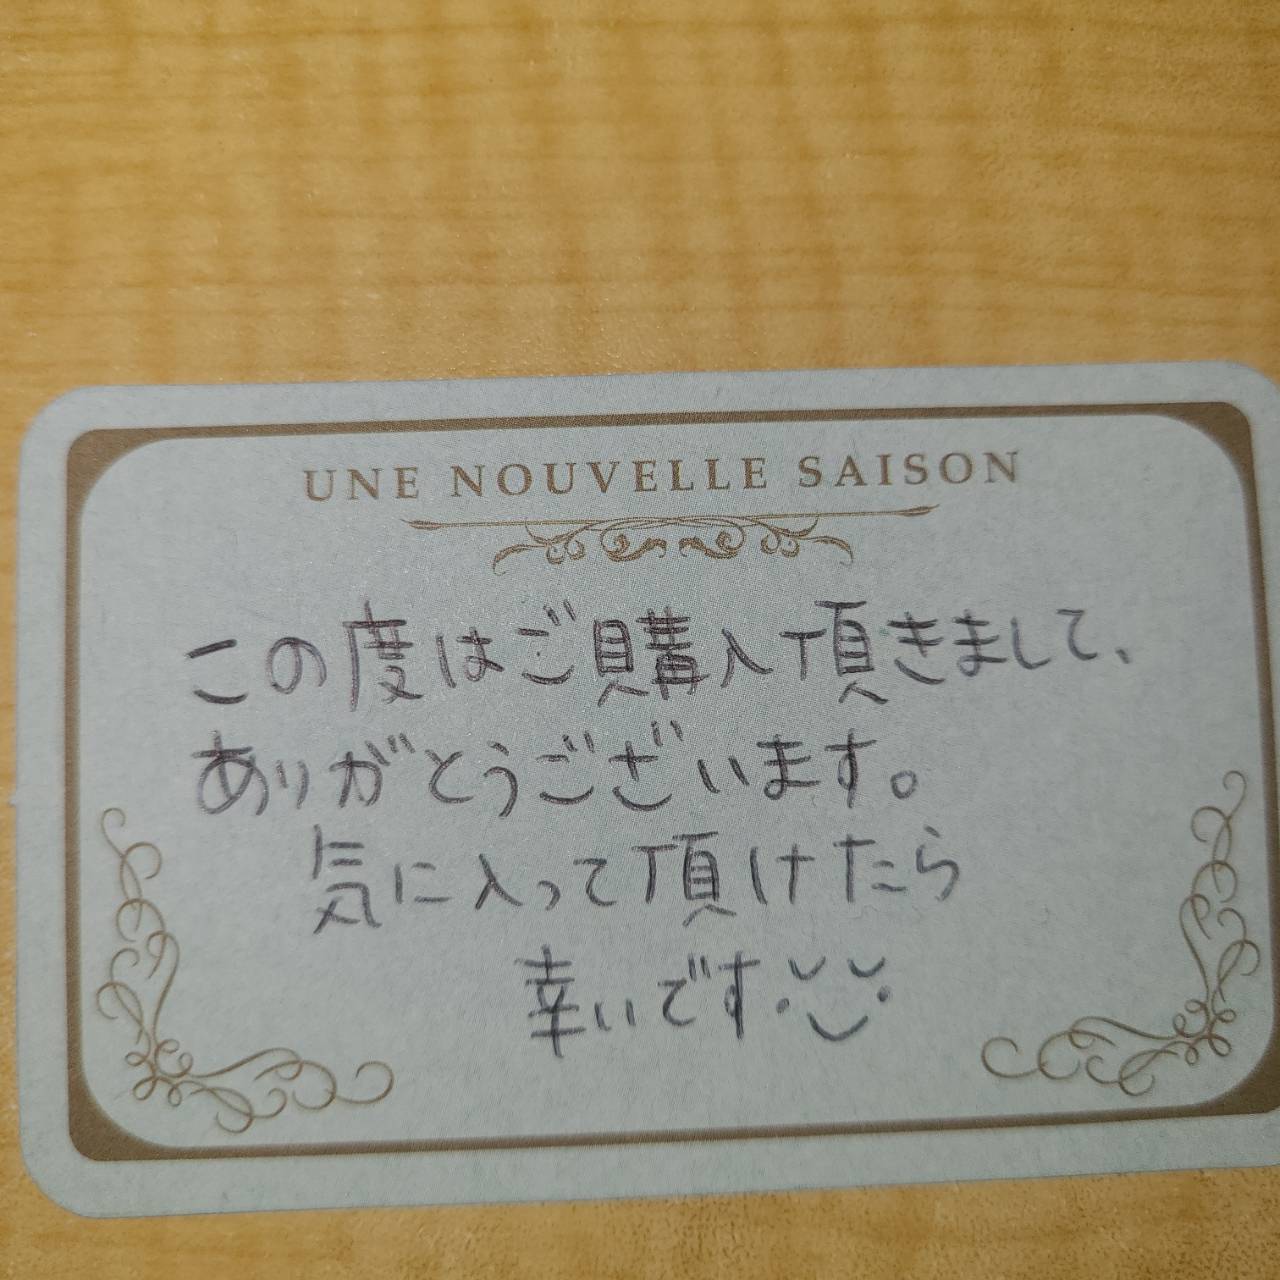 UNE NOUVELLE SAISON
この度はご購入頂きまして、
ありがとうございます。
気に入って頂けたら
幸いです